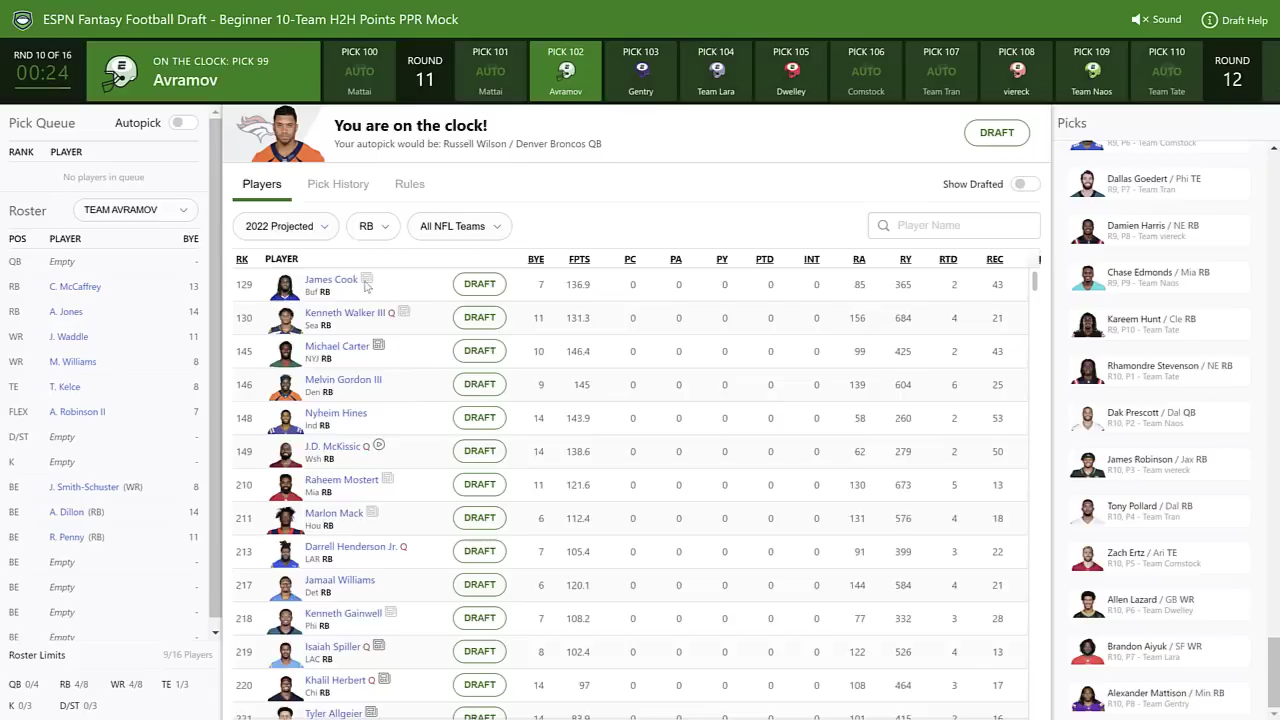 ESPN Fantasy Football Draft - Beginner 10-Team H2H Points PPR Mock
Sound
Draft Help
RND 10 OF 16
00:24
ON THE CLOCK: PICK 99
Avramov
PICK 100
AUTO
Mattai
ROUND
11
PICK 101
AUTO
Mattai
PICK 102
Avramov
PICK 103
Gentry
PICK 104
Team Lara
PICK 105
Dwelley
PICK 106
AUTO
Comstock
PICK 107
AUTO
Team Tran
PICK 108
viereck
PICK 109
Team Naos
PICK 110
AUTO
Team Tate
ROUND
12
Pick Queue
Autopick
RANK PLAYER
No players in queue
Roster
TEAM AVRAMOV
POS PLAYER BYE
QB Empty -
RB C. McCaffrey 13
RB A. Jones 14
WR J. Waddle 11
WR M. Williams 8
TE T. Kelce 8
FLEX A. Robinson II 7
D/ST Empty -
K Empty -
BE J. Smith-Schuster (WR) 8
BE A. Dillon (RB) 14
BE R. Penny (RB) 11
BE Empty -
BE Empty -
BE Empty -
BE Empty -
Roster Limits 9/16 Players
QB 0/4 RB 4/8 WR 4/8 TE 1/3
K 0/3 D/ST 0/3
You are on the clock!
Your autopick would be: Russell Wilson / Denver Broncos QB
DRAFT
Players Pick History Rules
Show Drafted
2022 Projected RB All NFL Teams
Player Name
RK PLAYER BYE FPTS PC PA PY PTD INT RA RY RTD REC
129 James Cook DRAFT 7 136.9 0 0 0 0 0 85 365 2 43
Buf RB
130 Kenneth Walker III Q DRAFT 11 131.3 0 0 0 0 0 156 684 4 21
Sea RB
145 Michael Carter DRAFT 10 146.4 0 0 0 0 0 99 425 2 43
NYJ RB
146 Melvin Gordon III DRAFT 9 145 0 0 0 0 0 139 604 6 25
Den RB
148 Nyheim Hines DRAFT 14 143.9 0 0 0 0 0 58 260 2 53
Ind RB
149 J.D. McKissic Q DRAFT 14 138.6 0 0 0 0 0 62 279 2 50
Wsh RB
210 Raheem Mostert DRAFT 11 121.6 0 0 0 0 0 130 673 5 13
Mia RB
211 Marlon Mack DRAFT 6 112.4 0 0 0 0 0 131 576 4 18
Hou RB
213 Darrell Henderson Jr. Q DRAFT 7 105.4 0 0 0 0 0 91 399 3 22
LAR RB
217 Jamaal Williams DRAFT 6 120.1 0 0 0 0 0 144 584 4 21
Det RB
218 Kenneth Gainwell DRAFT 7 108.2 0 0 0 0 0 77 332 3 28
Phi RB
219 Isaiah Spiller Q DRAFT 8 102.4 0 0 0 0 0 122 526 4 13
LAC RB
220 Khalil Herbert Q DRAFT 14 97 0 0 0 0 0 108 464 3 17
Chi RB
221 Tyler Allgeier DRAFT 14 83.9 0 0 0 0 0 101 415 2 16
Picks
R9, P6 - Team Comstock
Dallas Goedert / Phi TE
R9, P7 - Team Tran
Damien Harris / NE RB
R9, P8 - Team viereck
Chase Edmonds / Mia RB
R9, P9 - Team Naos
Kareem Hunt / Cle RB
R9, P10 - Team Tate
Rhamondre Stevenson / NE RB
R10, P1 - Team Tate
Dak Prescott / Dal QB
R10, P2 - Team Naos
James Robinson / Jax RB
R10, P3 - Team viereck
Tony Pollard / Dal RB
R10, P4 - Team Tran
Zach Ertz / Ari TE
R10, P5 - Team Comstock
Allen Lazard / GB WR
R10, P6 - Team Dwelley
Brandon Aiyuk / SF WR
R10, P7 - Team Lara
Alexander Mattison / Min RB
R10, P8 - Team Gentry